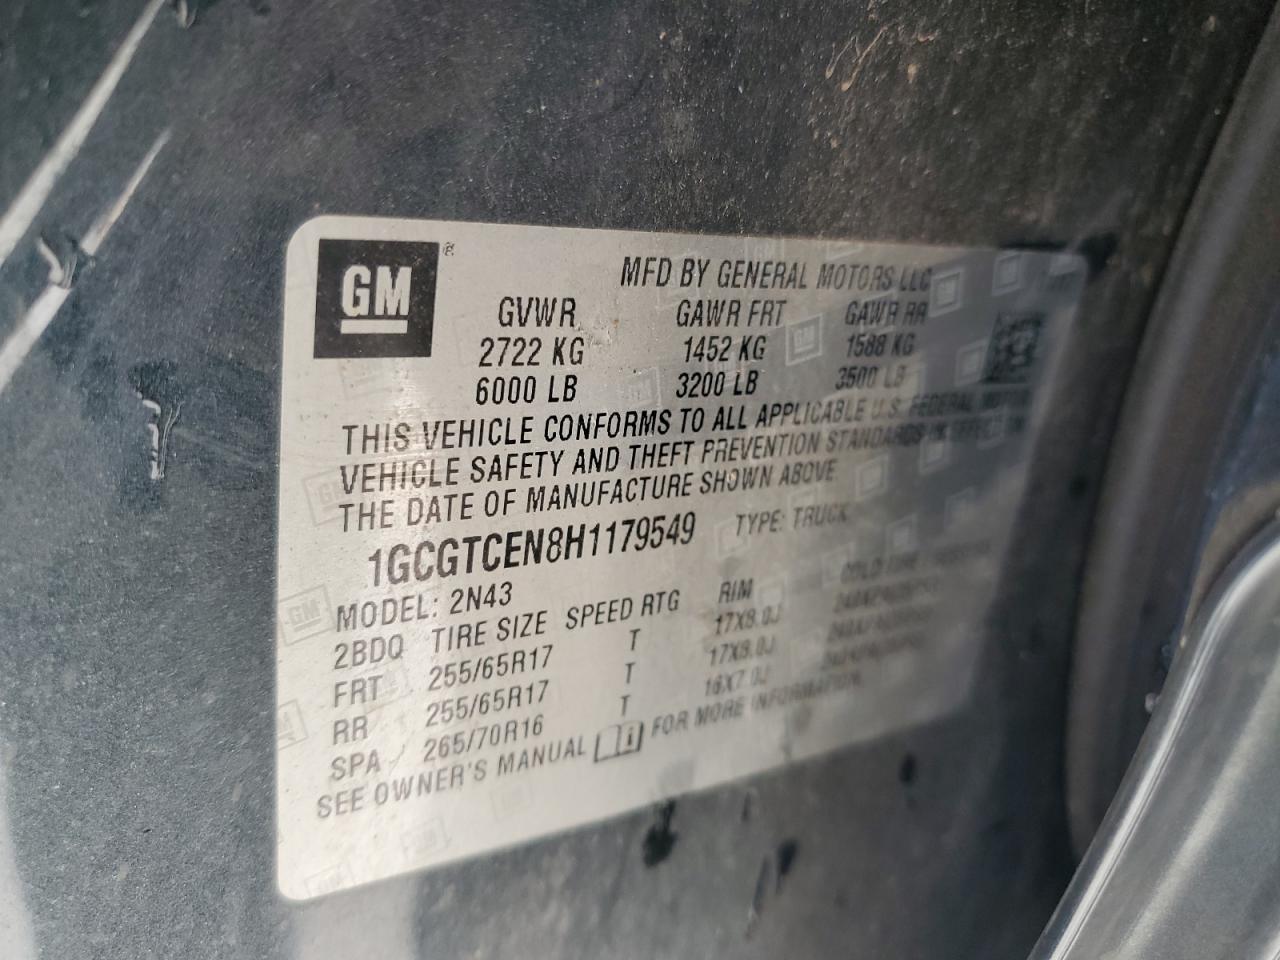 GM ®
MFD BY GENERAL MOTORS LLC
GVWR GAWR FRT GAWR RR
2722 KG 1452 KG 1588 KG
6000 LB 3200 LB 3500 LB
THIS VEHICLE CONFORMS TO ALL APPLICABLE U.S. FEDERAL MOTOR
VEHICLE SAFETY AND THEFT PREVENTION STANDARDS IN EFFECT ON
THE DATE OF MANUFACTURE SHOWN ABOVE
1GCGTCEN8H1179549 TYPE: TRUCK
MODEL: 2N43
2BDQ TIRE SIZE SPEED RTG RIM COLD TIRE PRESSURE
FRT 255/65R17 T 17X8.0J
RR 255/65R17 T 17X8.0J
SPA 265/70R16 T 16X7.0J
SEE OWNER'S MANUAL FOR MORE INFORMATION